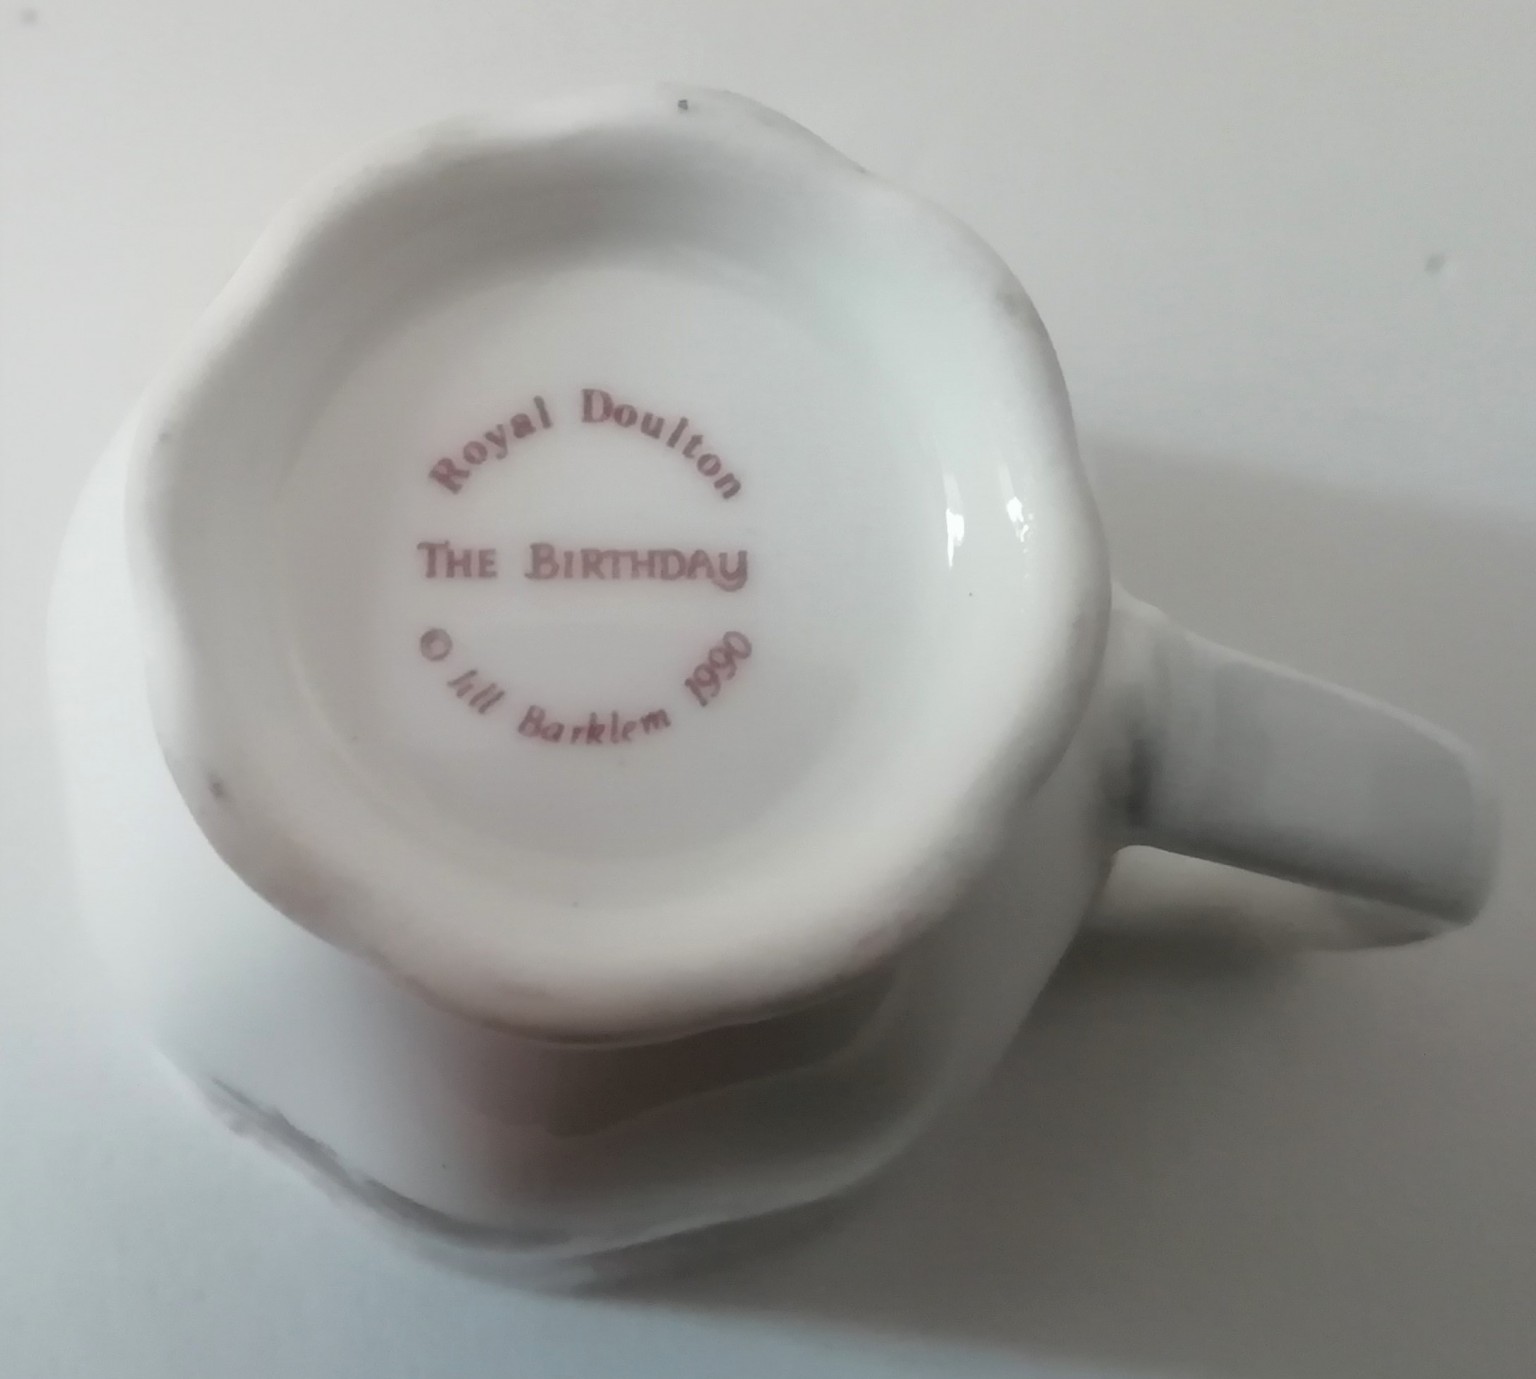 Royal Doulton
THE BIRTHDAY
© Jill Barklem 1990